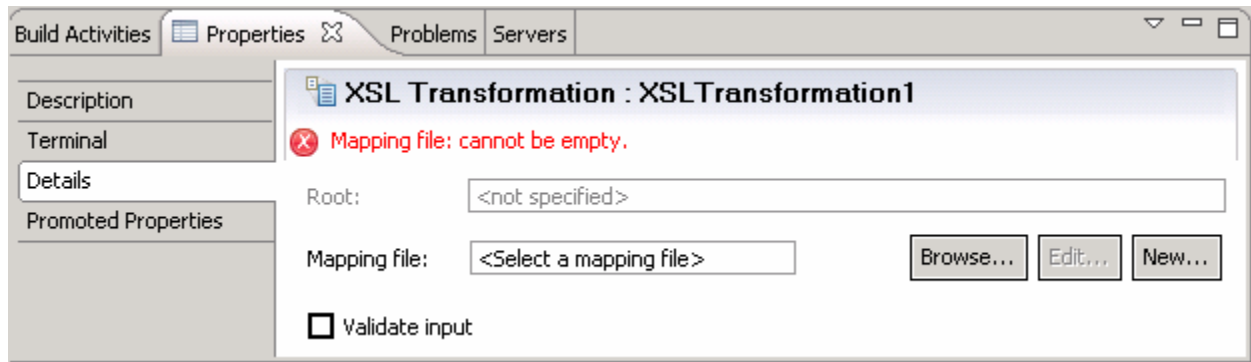 Build Activities Properties Problems Servers
XSL Transformation : XSLTransformation1
Mapping file: cannot be empty.
Description
Terminal
Details
Promoted Properties
Root: <not specified>
Mapping file: <Select a mapping file> Browse... Edit... New...
Validate input